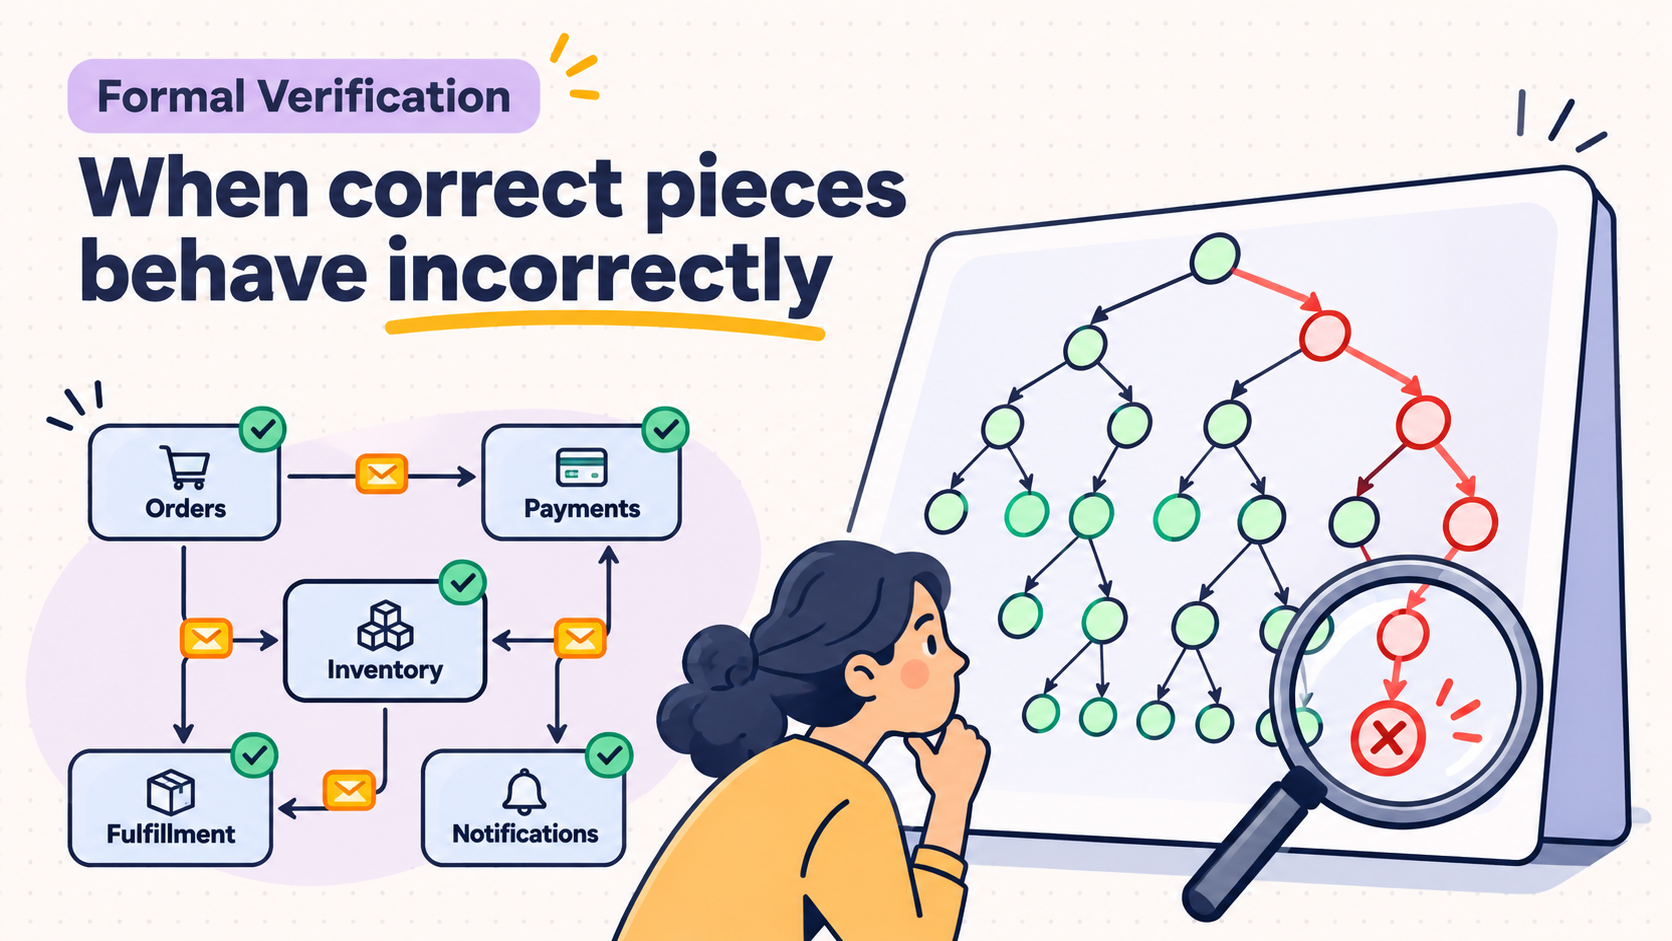 Formal Verification
When correct pieces
behave incorrectly
Orders
Payments
Inventory
Fulfillment
Notifications